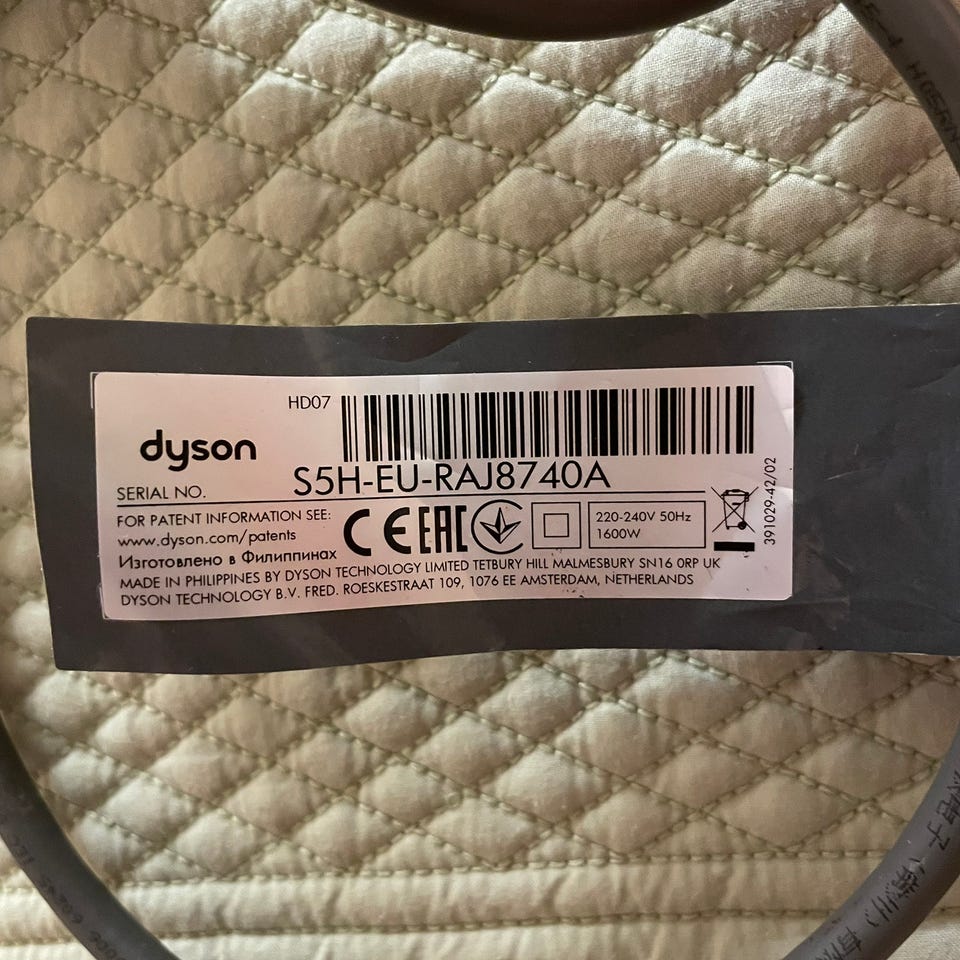 HD07
dyson
SERIAL NO. S5H-EU-RAJ8740A
FOR PATENT INFORMATION SEE:
www.dyson.com/patents
CE EAC
220-240V 50Hz
1600W
Изготовлено в Филиппинах
MADE IN PHILIPPINES BY DYSON TECHNOLOGY LIMITED TETBURY HILL MALMESBURY SN16 0RP UK
DYSON TECHNOLOGY B.V. FRED. ROESKESTRAAT 109, 1076 EE AMSTERDAM, NETHERLANDS
391029-42/02